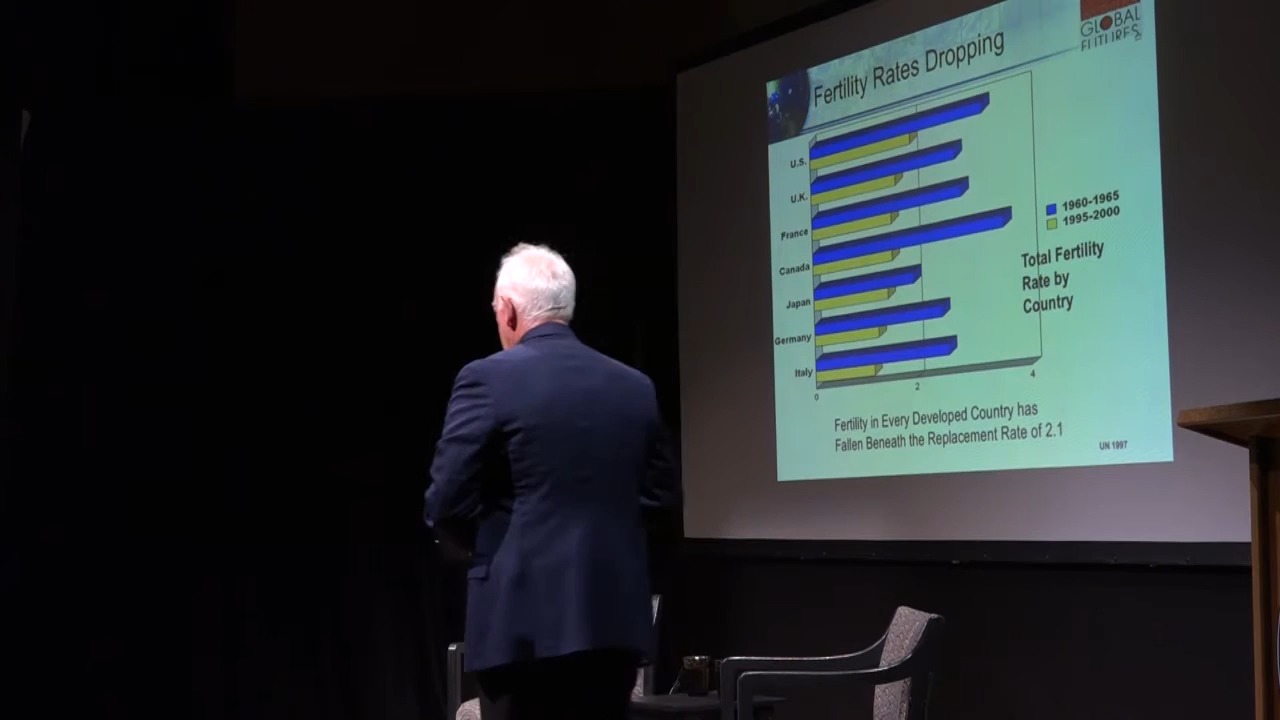 GLOBAL
FUTURES
Fertility Rates Dropping
U.S.
U.K.
France
Canada
Japan
Germany
Italy
0 2 4
1960-1965
1995-2000
Total Fertility
Rate by
Country
Fertility in Every Developed Country has
Fallen Beneath the Replacement Rate of 2.1
UN 1997